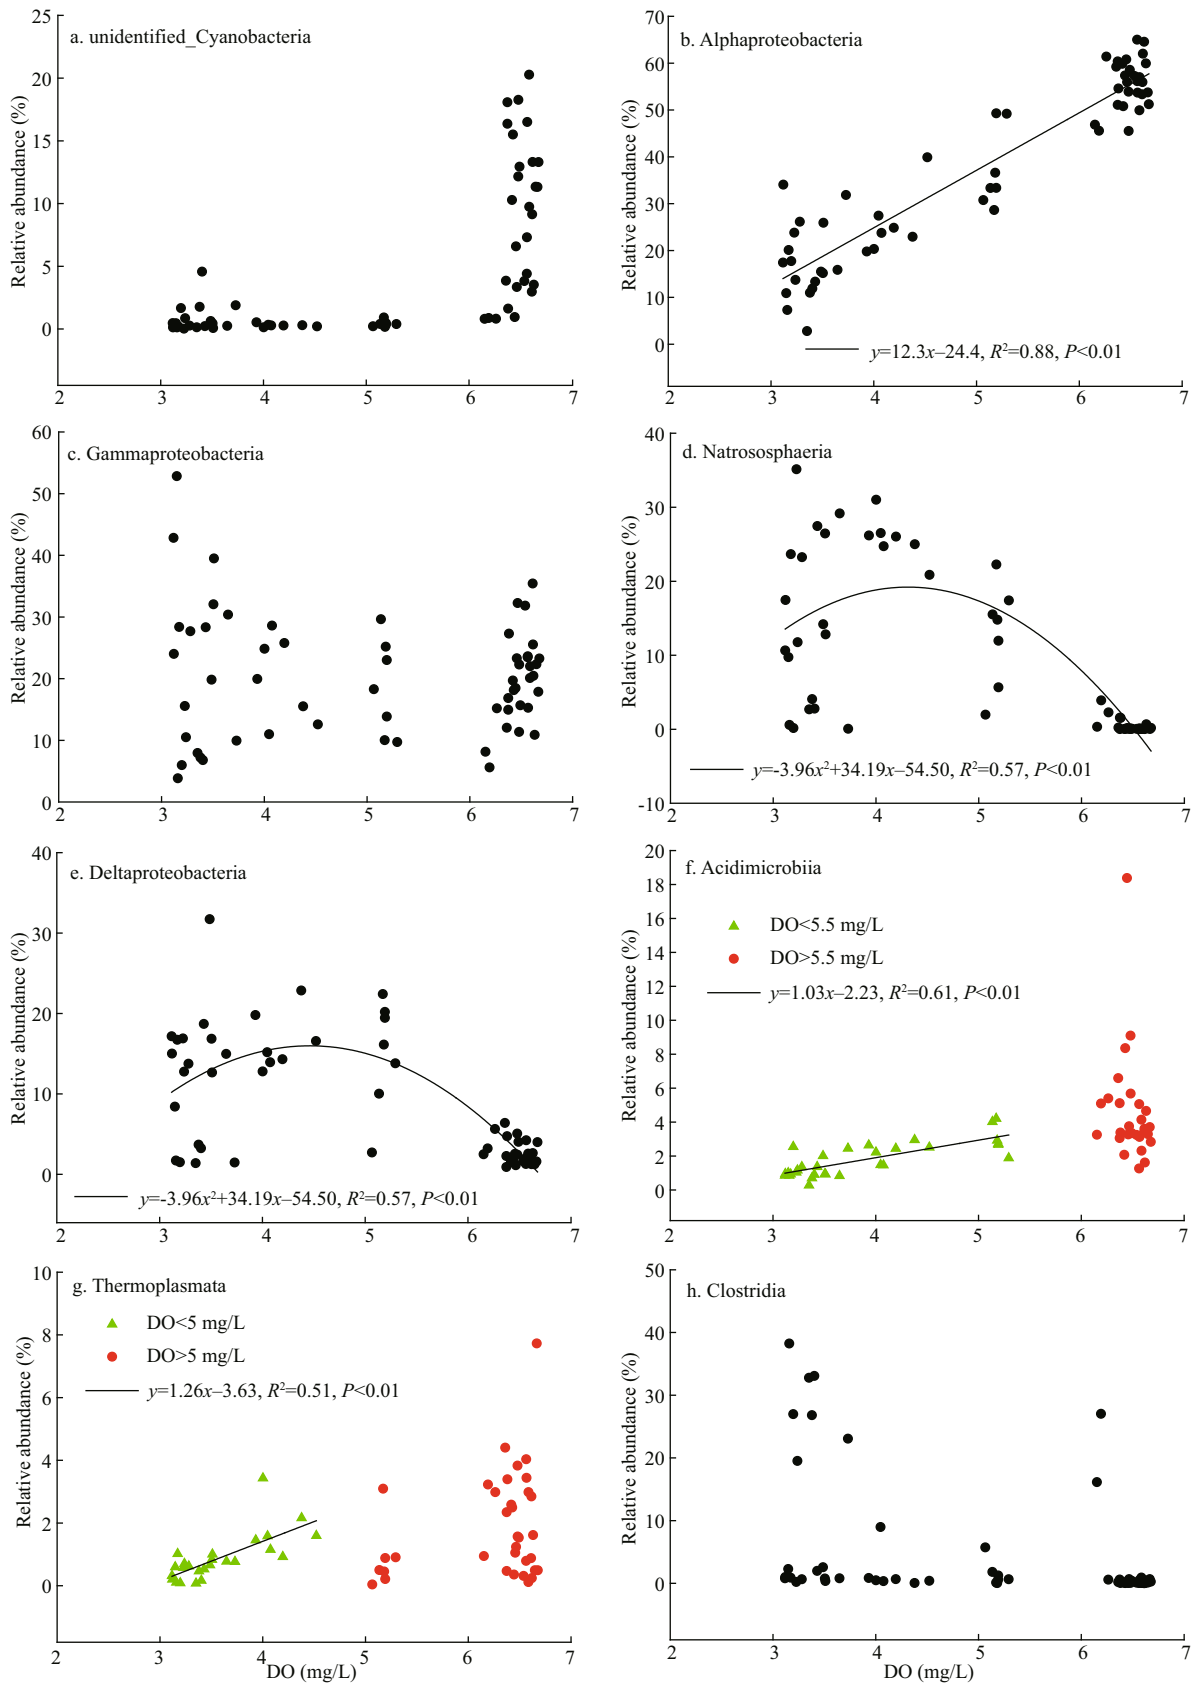 a. unidentified_Cyanobacteria
Relative abundance (%)
25
20
15
10
5
0
2 3 4 5 6 7
b. Alphaproteobacteria
Relative abundance (%)
70
60
50
40
30
20
10
0
y=12.3x–24.4, R²=0.88, P<0.01
2 3 4 5 6 7
c. Gammaproteobacteria
Relative abundance (%)
60
50
40
30
20
10
0
2 3 4 5 6 7
d. Natrososphaeria
Relative abundance (%)
40
30
20
10
0
-10
y=-3.96x²+34.19x–54.50, R²=0.57, P<0.01
2 3 4 5 6 7
e. Deltaproteobacteria
Relative abundance (%)
40
30
20
10
0
y=-3.96x²+34.19x–54.50, R²=0.57, P<0.01
2 3 4 5 6 7
f. Acidimicrobiia
Relative abundance (%)
20
18
16
14
12
10
8
6
4
2
0
DO<5.5 mg/L
DO>5.5 mg/L
y=1.03x–2.23, R²=0.61, P<0.01
2 3 4 5 6 7
g. Thermoplasmata
Relative abundance (%)
10
8
6
4
2
0
DO<5 mg/L
DO>5 mg/L
y=1.26x–3.63, R²=0.51, P<0.01
2 3 4 5 6 7
DO (mg/L)
h. Clostridia
Relative abundance (%)
50
40
30
20
10
0
2 3 4 5 6 7
DO (mg/L)